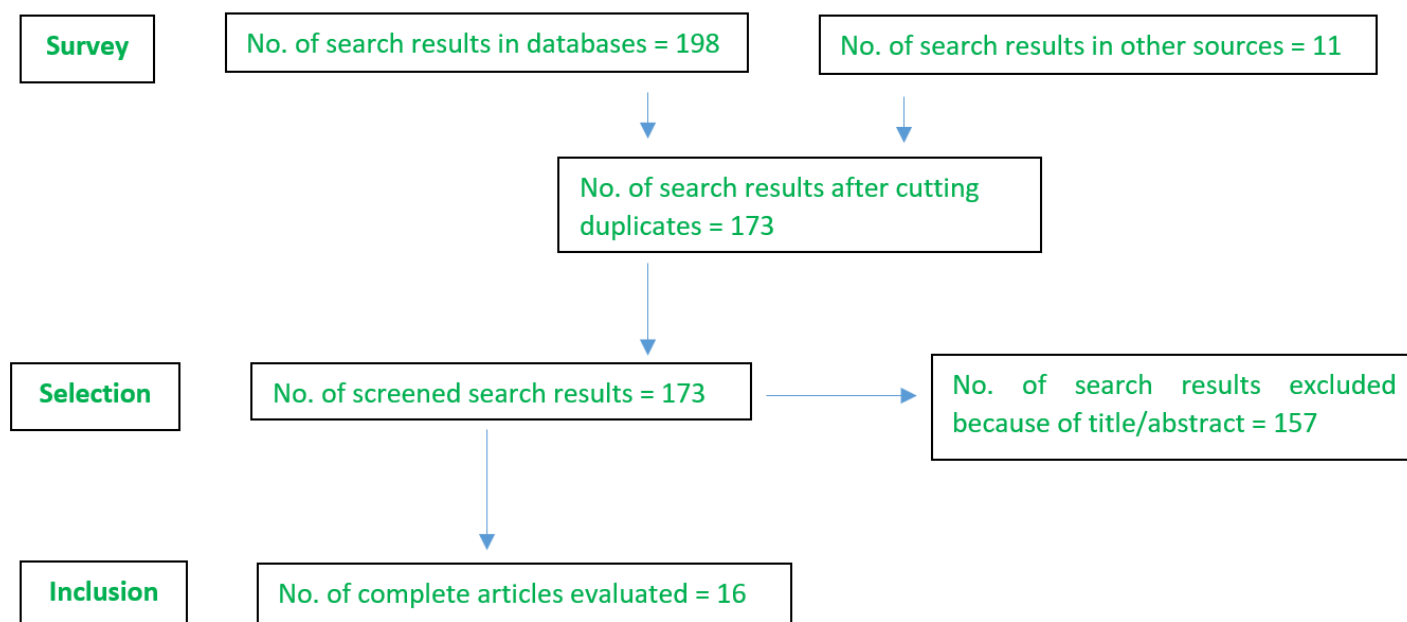 Survey
No. of search results in databases = 198
No. of search results in other sources = 11
No. of search results after cutting
duplicates = 173
Selection
No. of screened search results = 173
No. of search results excluded
because of title/abstract = 157
Inclusion
No. of complete articles evaluated = 16